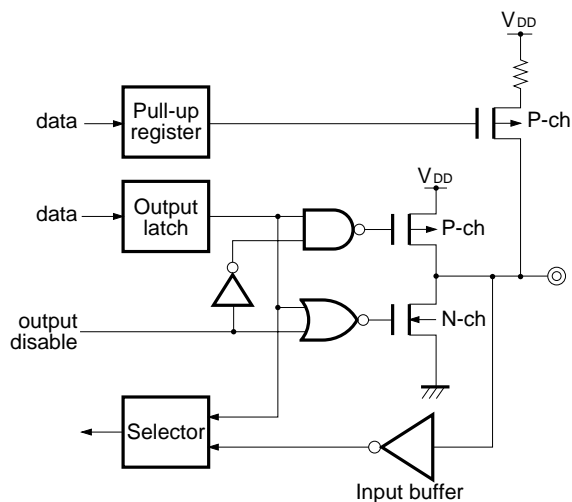 VDD
data
Pull-up
register
P-ch
VDD
data
Output
latch
P-ch
output
disable
N-ch
Selector
Input buffer